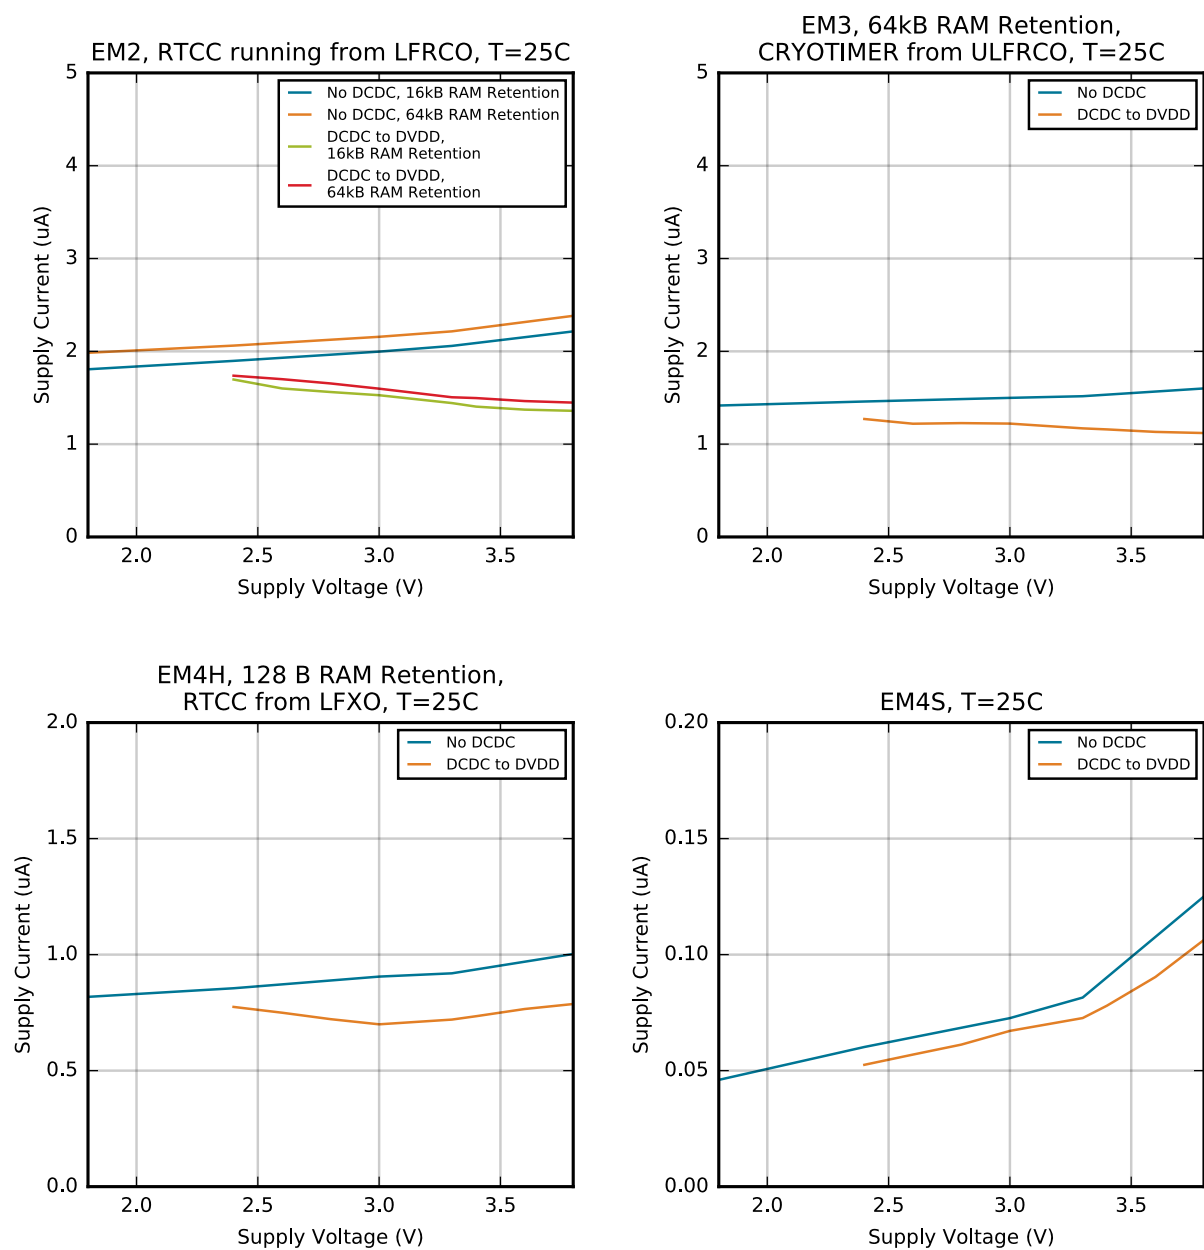 EM2, RTCC running from LFRCO, T=25C
5
4
3
2
1
0
Supply Current (uA)
No DCDC, 16kB RAM Retention
No DCDC, 64kB RAM Retention
DCDC to DVDD,
16kB RAM Retention
DCDC to DVDD,
64kB RAM Retention
2.0 2.5 3.0 3.5
Supply Voltage (V)
EM3, 64kB RAM Retention,
CRYOTIMER from ULFRCO, T=25C
5
4
3
2
1
0
Supply Current (uA)
No DCDC
DCDC to DVDD
2.0 2.5 3.0 3.5
Supply Voltage (V)
EM4H, 128 B RAM Retention,
RTCC from LFXO, T=25C
2.0
1.5
1.0
0.5
0.0
Supply Current (uA)
No DCDC
DCDC to DVDD
2.0 2.5 3.0 3.5
Supply Voltage (V)
EM4S, T=25C
0.20
0.15
0.10
0.05
0.00
Supply Current (uA)
No DCDC
DCDC to DVDD
2.0 2.5 3.0 3.5
Supply Voltage (V)